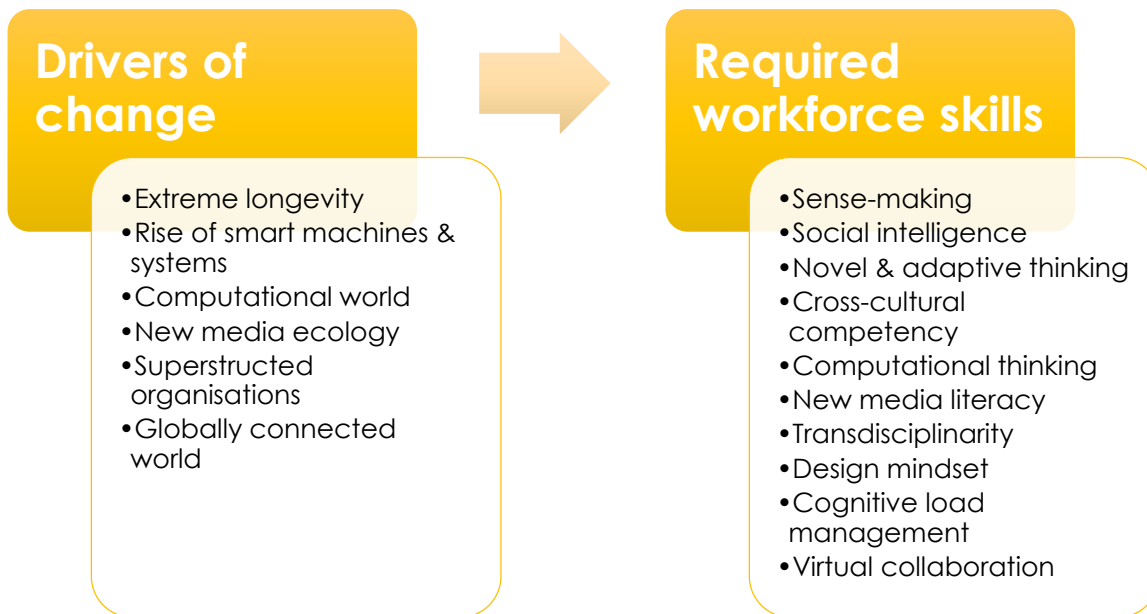 Drivers of
change
•Extreme longevity
•Rise of smart machines &
systems
•Computational world
•New media ecology
•Superstructed
organisations
•Globally connected
world
Required
workforce skills
•Sense-making
•Social intelligence
•Novel & adaptive thinking
•Cross-cultural
competency
•Computational thinking
•New media literacy
•Transdisciplinarity
•Design mindset
•Cognitive load
management
•Virtual collaboration